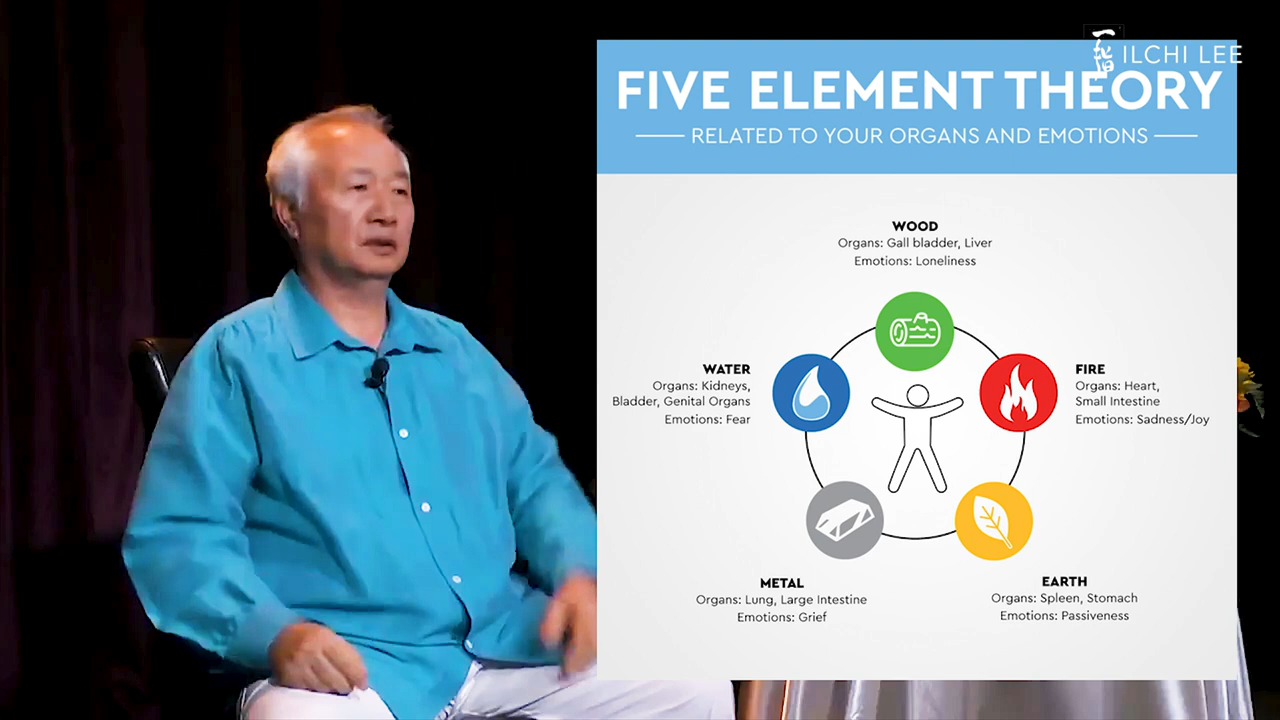 ILCHI LEE
FIVE ELEMENT THEORY
RELATED TO YOUR ORGANS AND EMOTIONS
WOOD
Organs: Gall bladder, Liver
Emotions: Loneliness
WATER
Organs: Kidneys,
Bladder, Genital Organs
Emotions: Fear
FIRE
Organs: Heart,
Small Intestine
Emotions: Sadness/Joy
METAL
Organs: Lung, Large Intestine
Emotions: Grief
EARTH
Organs: Spleen, Stomach
Emotions: Passiveness